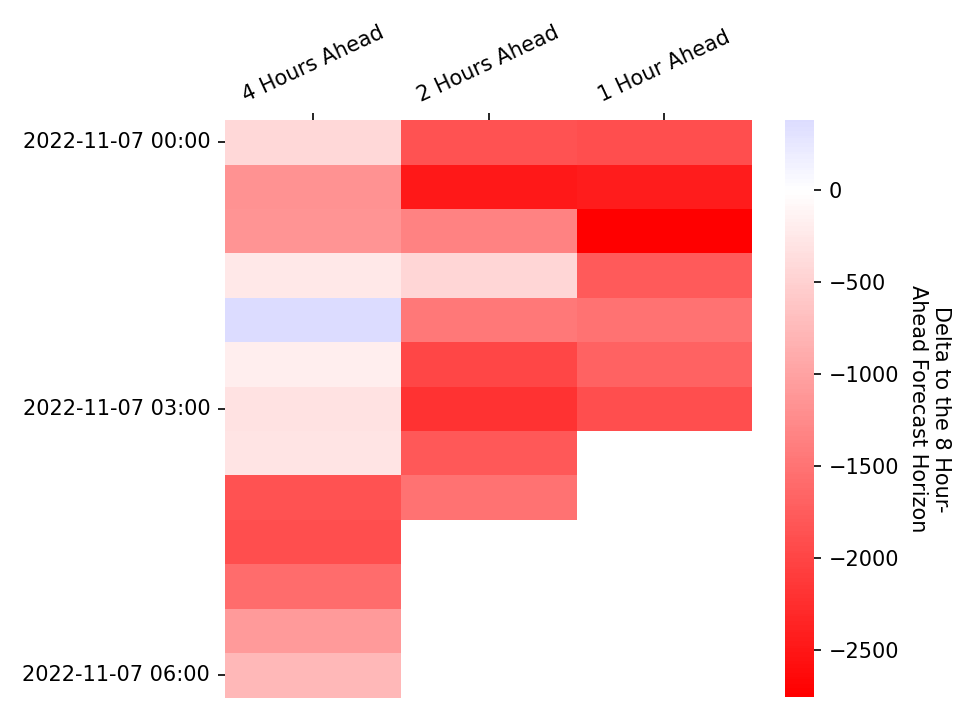 4 Hours Ahead
2 Hours Ahead
1 Hour Ahead
2022-11-07 00:00
2022-11-07 03:00
2022-11-07 06:00
0
−500
−1000
−1500
−2000
−2500
Delta to the 8 Hour-
Ahead Forecast Horizon